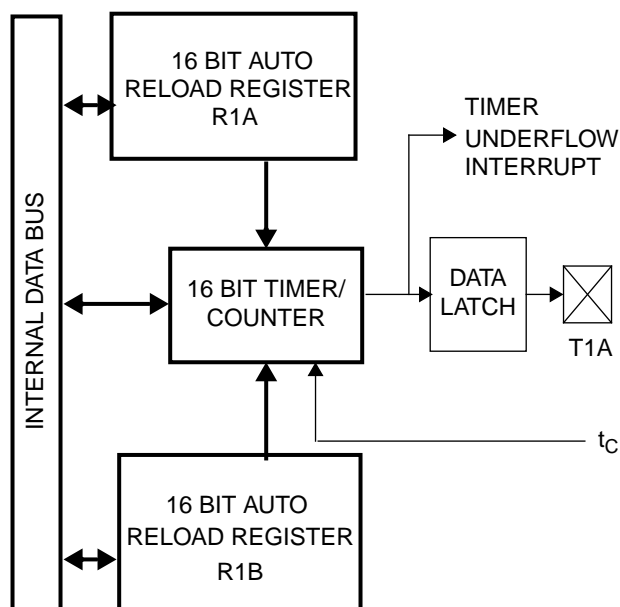 16 BIT AUTO
RELOAD REGISTER
R1A
TIMER
UNDERFLOW
INTERRUPT
INTERNAL DATA BUS
16 BIT TIMER/
COUNTER
DATA
LATCH
T1A
tC
16 BIT AUTO
RELOAD REGISTER
R1B